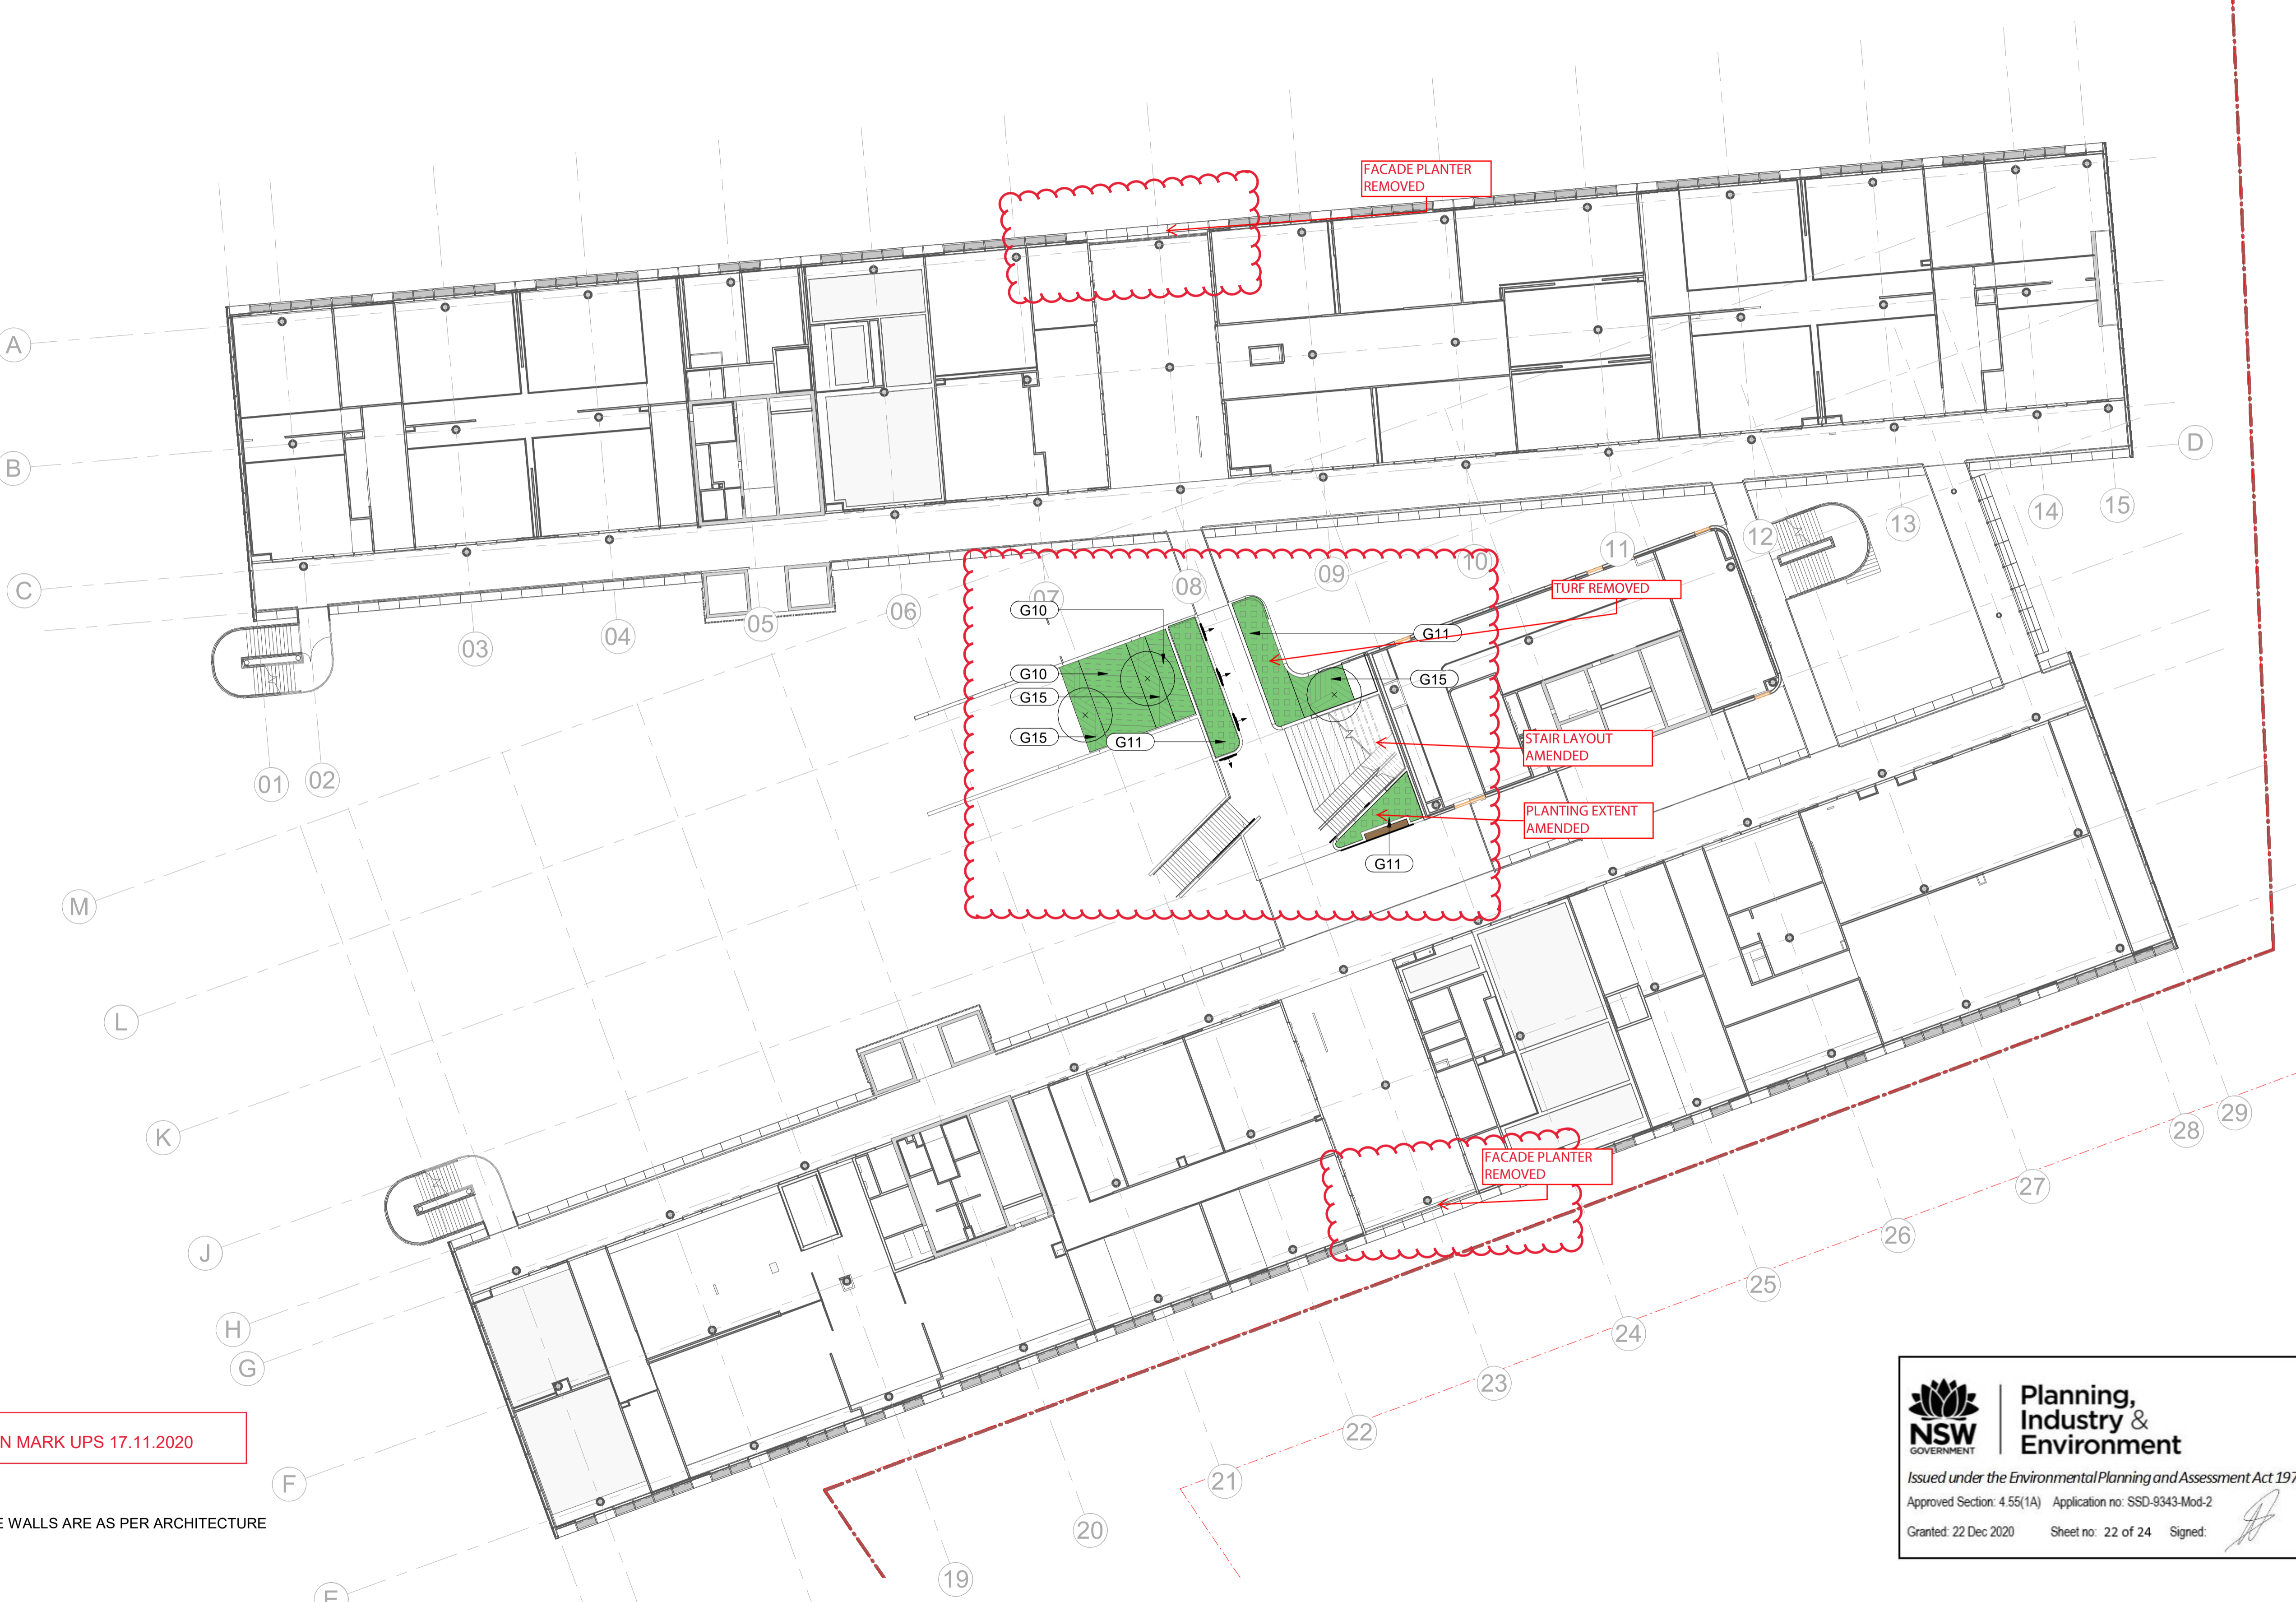 FACADE PLANTER
REMOVED
A
B
C
D
15
14
13
12
11
10
09
08
07
06
05
04
03
02
01
TURF REMOVED
G10
G11
G10
G15
G15
G15
G11
STAIR LAYOUT
AMENDED
PLANTING EXTENT
AMENDED
G11
M
L
K
J
H
G
F
E
FACADE PLANTER
REMOVED
29
28
27
26
25
24
23
22
21
20
19
N MARK UPS 17.11.2020
WALLS ARE AS PER ARCHITECTURE
NSW
GOVERNMENT
Planning,
Industry &
Environment
Issued under the Environmental Planning and Assessment Act 197
Approved Section: 4.55(1A) Application no: SSD-9343-Mod-2
Granted: 22 Dec 2020 Sheet no: 22 of 24 Signed: